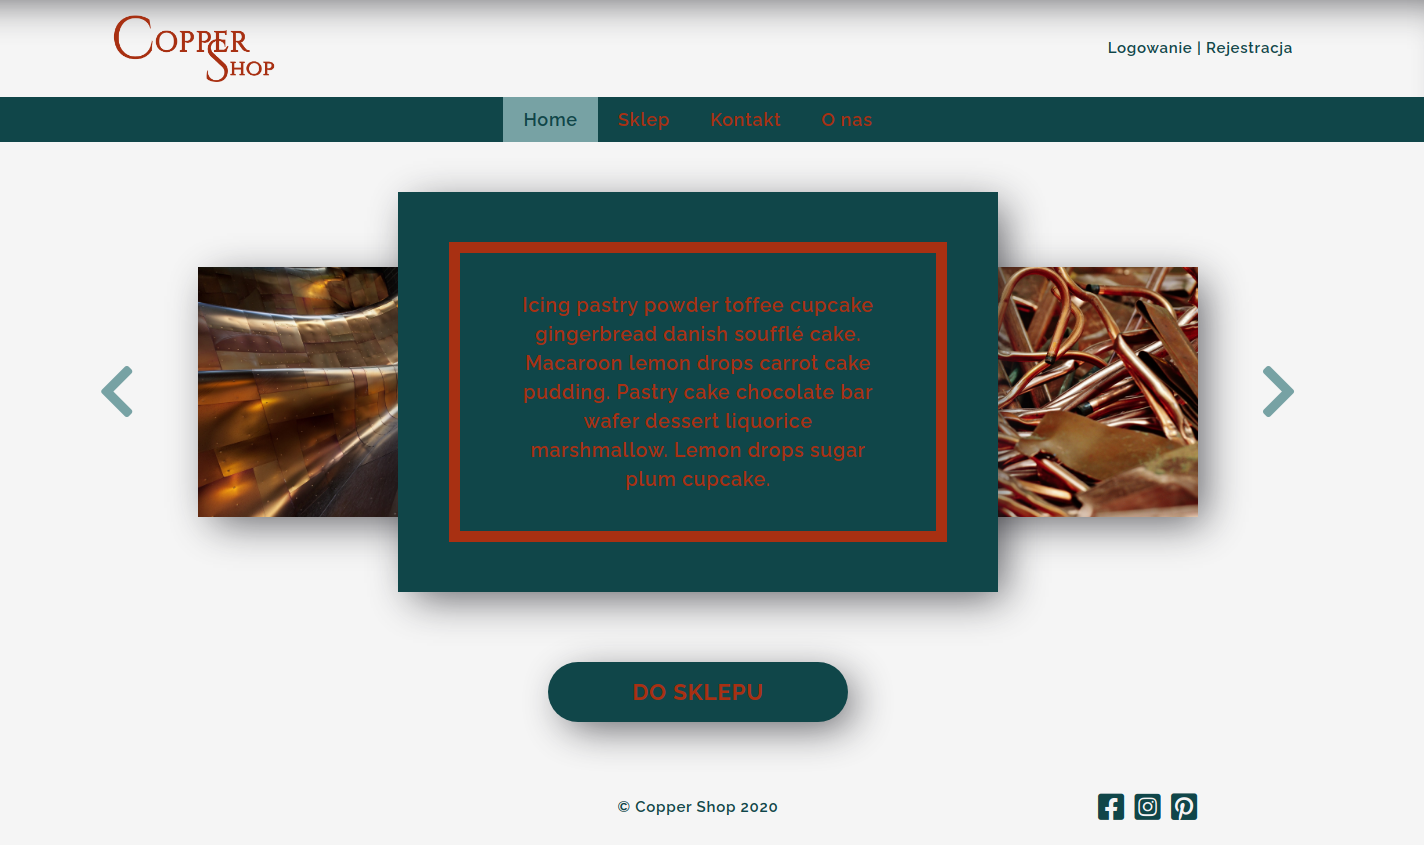 Copper
Shop
Logowanie | Rejestracja
Home Sklep Kontakt O nas
Icing pastry powder toffee cupcake
gingerbread danish soufflé cake.
Macaroon lemon drops carrot cake
pudding. Pastry cake chocolate bar
wafer dessert liquorice
marshmallow. Lemon drops sugar
plum cupcake.
DO SKLEPU
© Copper Shop 2020